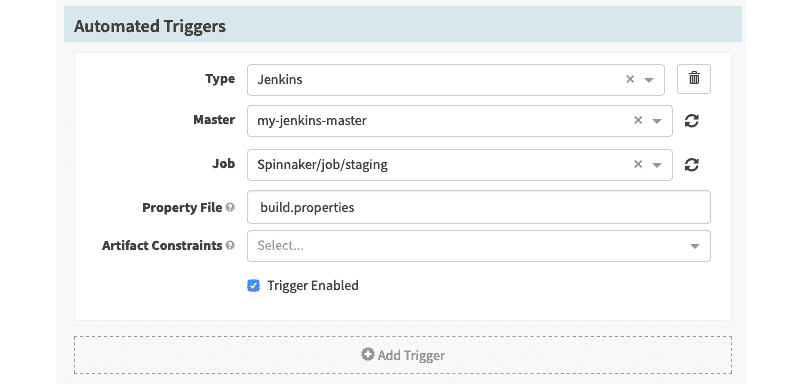 Automated Triggers
Type Jenkins
Master my-jenkins-master
Job Spinnaker/job/staging
Property File build.properties
Artifact Constraints Select...
Trigger Enabled
Add Trigger